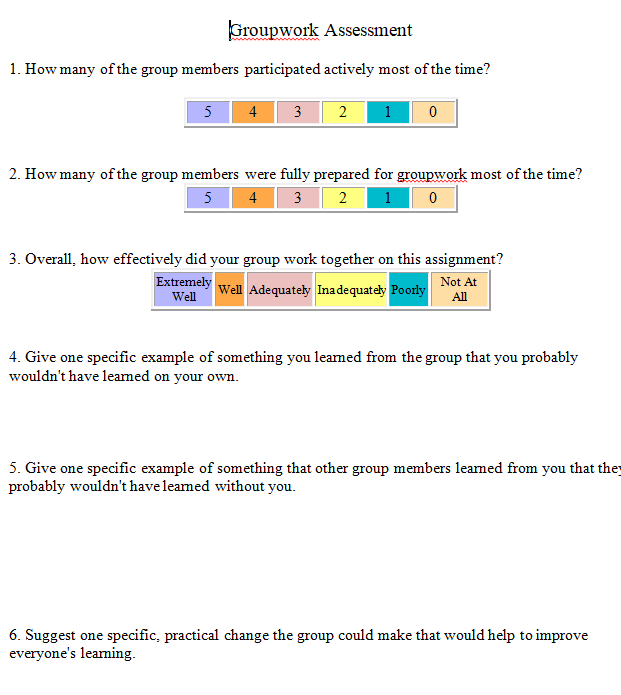 Groupwork Assessment
1. How many of the group members participated actively most of the time?
5 4 3 2 1 0
2. How many of the group members were fully prepared for groupwork most of the time?
5 4 3 2 1 0
3. Overall, how effectively did your group work together on this assignment?
Extremely Well Well Adequately Inadequately Poorly Not At All
4. Give one specific example of something you learned from the group that you probably
wouldn't have learned on your own.
5. Give one specific example of something that other group members learned from you that they
probably wouldn't have learned without you.
6. Suggest one specific, practical change the group could make that would help to improve
everyone's learning.